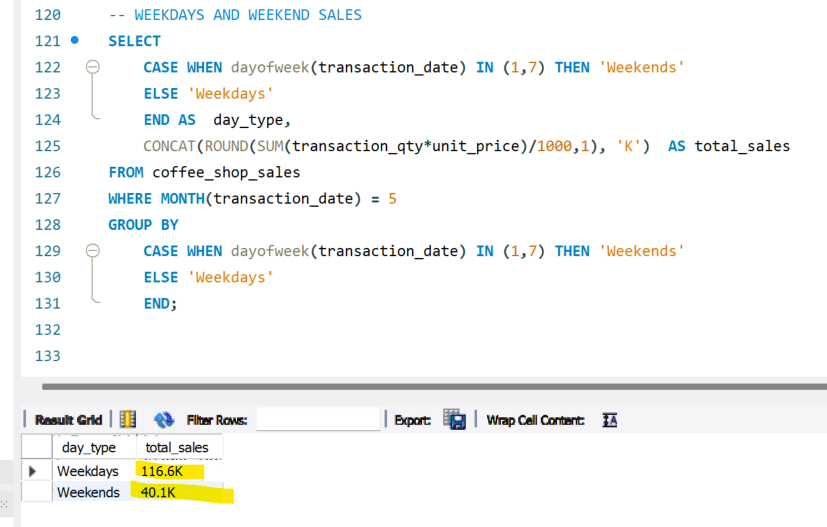 120 -- WEEKDAYS AND WEEKEND SALES
121 SELECT
122 CASE WHEN dayofweek(transaction_date) IN (1,7) THEN 'Weekends'
123 ELSE 'Weekdays'
124 END AS day_type,
125 CONCAT(ROUND(SUM(transaction_qty*unit_price)/1000,1), 'K') AS total_sales
126 FROM coffee_shop_sales
127 WHERE MONTH(transaction_date) = 5
128 GROUP BY
129 CASE WHEN dayofweek(transaction_date) IN (1,7) THEN 'Weekends'
130 ELSE 'Weekdays'
131 END;
132
133
Result Grid Filter Rows: Export: Wrap Cell Content:
day_type total_sales
Weekdays 116.6K
Weekends 40.1K